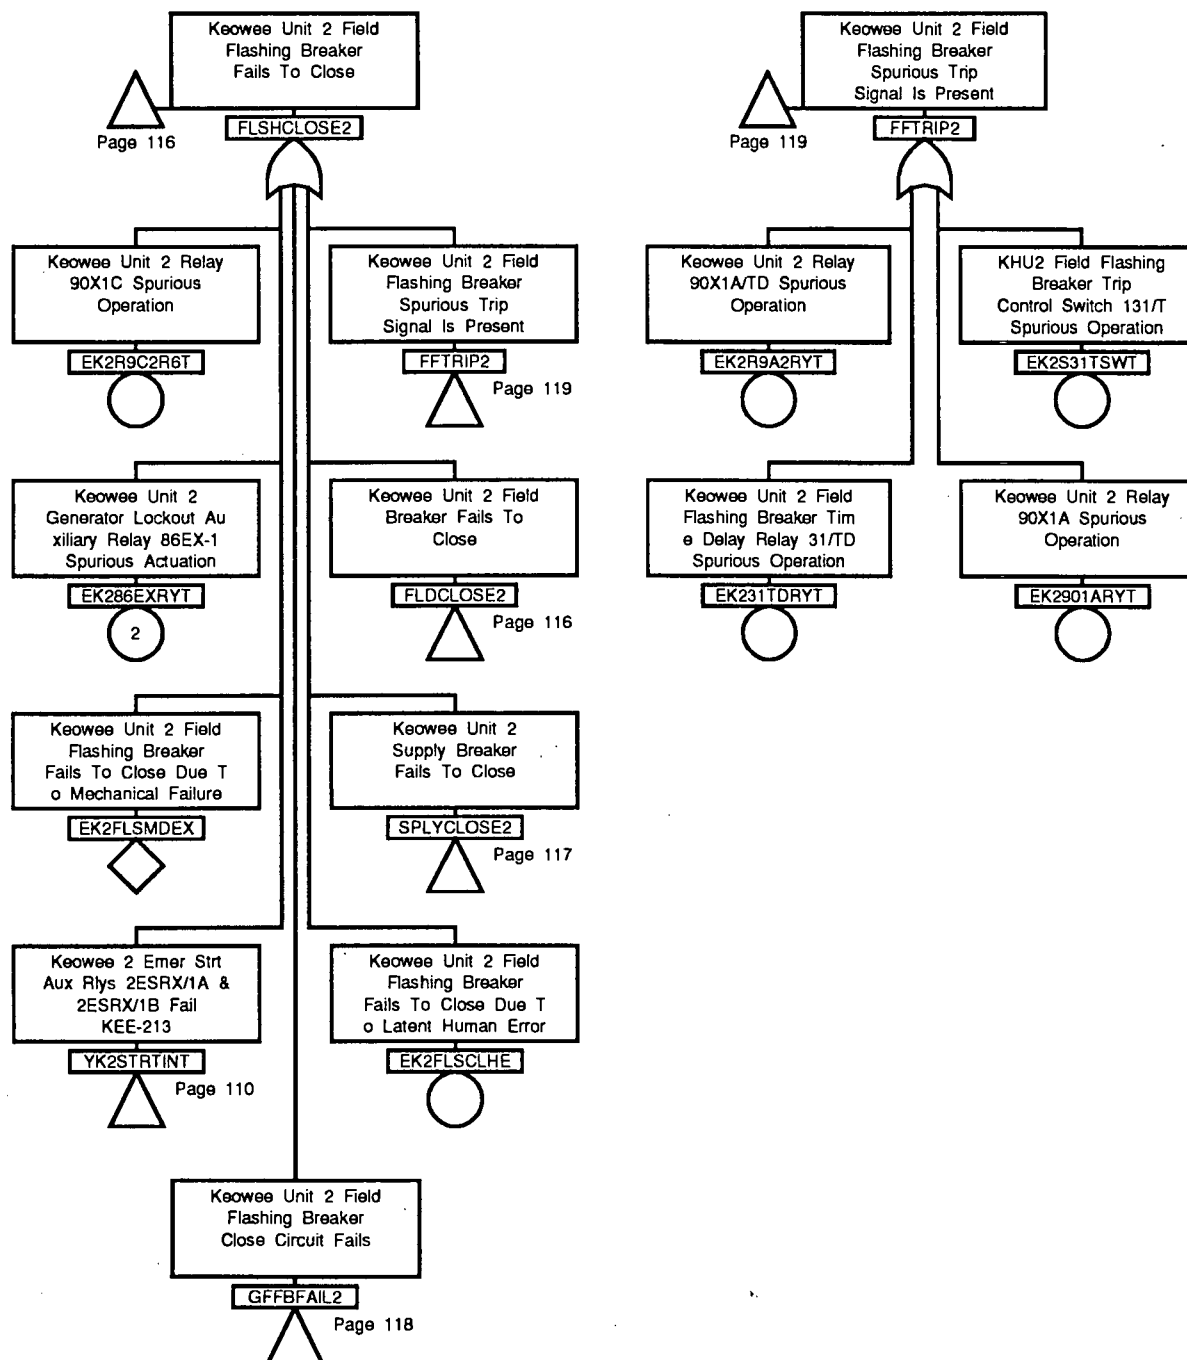 Keowee Unit 2 Field
Flashing Breaker
Fails To Close
Page 116
FLSHCLOSE2
Keowee Unit 2 Relay
90X1C Spurious
Operation
EK2R9C2R6T
Keowee Unit 2 Field
Flashing Breaker
Spurious Trip
Signal Is Present
FFTRIP2
Page 119
Keowee Unit 2
Generator Lockout Au
xiliary Relay 86EX-1
Spurious Actuation
EK286EXRYT
2
Keowee Unit 2 Field
Breaker Fails To
Close
FLDCLOSE2
Page 116
Keowee Unit 2 Field
Flashing Breaker
Fails To Close Due T
o Mechanical Failure
EK2FLSMDEX
Keowee Unit 2
Supply Breaker
Fails To Close
SPLYCLOSE2
Page 117
Keowee 2 Emer Strt
Aux Rlys 2ESRX/1A &
2ESRX/1B Fail
KEE-213
YK2STRTINT
Page 110
Keowee Unit 2 Field
Flashing Breaker
Fails To Close Due T
o Latent Human Error
EK2FLSCLHE
Keowee Unit 2 Field
Flashing Breaker
Close Circuit Fails
GFFBFAIL2
Page 118
Keowee Unit 2 Field
Flashing Breaker
Spurious Trip
Signal Is Present
Page 119
FFTRIP2
Keowee Unit 2 Relay
90X1A/TD Spurious
Operation
EK2R9A2RYT
KHU2 Field Flashing
Breaker Trip
Control Switch 131/T
Spurious Operation
EK2S31TSWT
Keowee Unit 2 Field
Flashing Breaker Tim
e Delay Relay 31/TD
Spurious Operation
EK231TDRYT
Keowee Unit 2 Relay
90X1A Spurious
Operation
EK2901ARYT